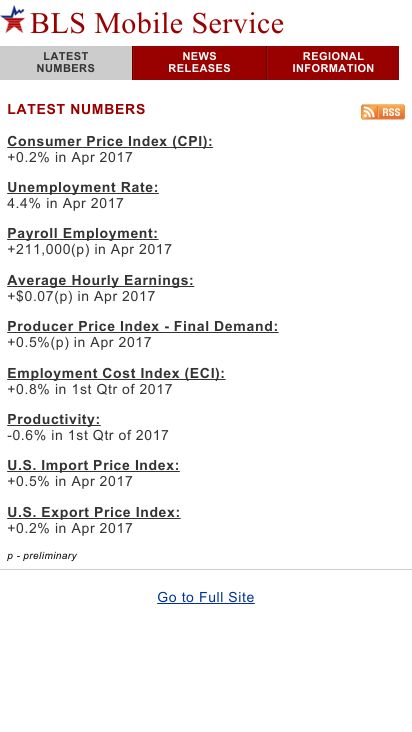 BLS Mobile Service
LATEST
NUMBERS
NEWS
RELEASES
REGIONAL
INFORMATION
LATEST NUMBERS
RSS
Consumer Price Index (CPI):
+0.2% in Apr 2017
Unemployment Rate:
4.4% in Apr 2017
Payroll Employment:
+211,000(p) in Apr 2017
Average Hourly Earnings:
+$0.07(p) in Apr 2017
Producer Price Index - Final Demand:
+0.5%(p) in Apr 2017
Employment Cost Index (ECI):
+0.8% in 1st Qtr of 2017
Productivity:
-0.6% in 1st Qtr of 2017
U.S. Import Price Index:
+0.5% in Apr 2017
U.S. Export Price Index:
+0.2% in Apr 2017
p - preliminary
Go to Full Site